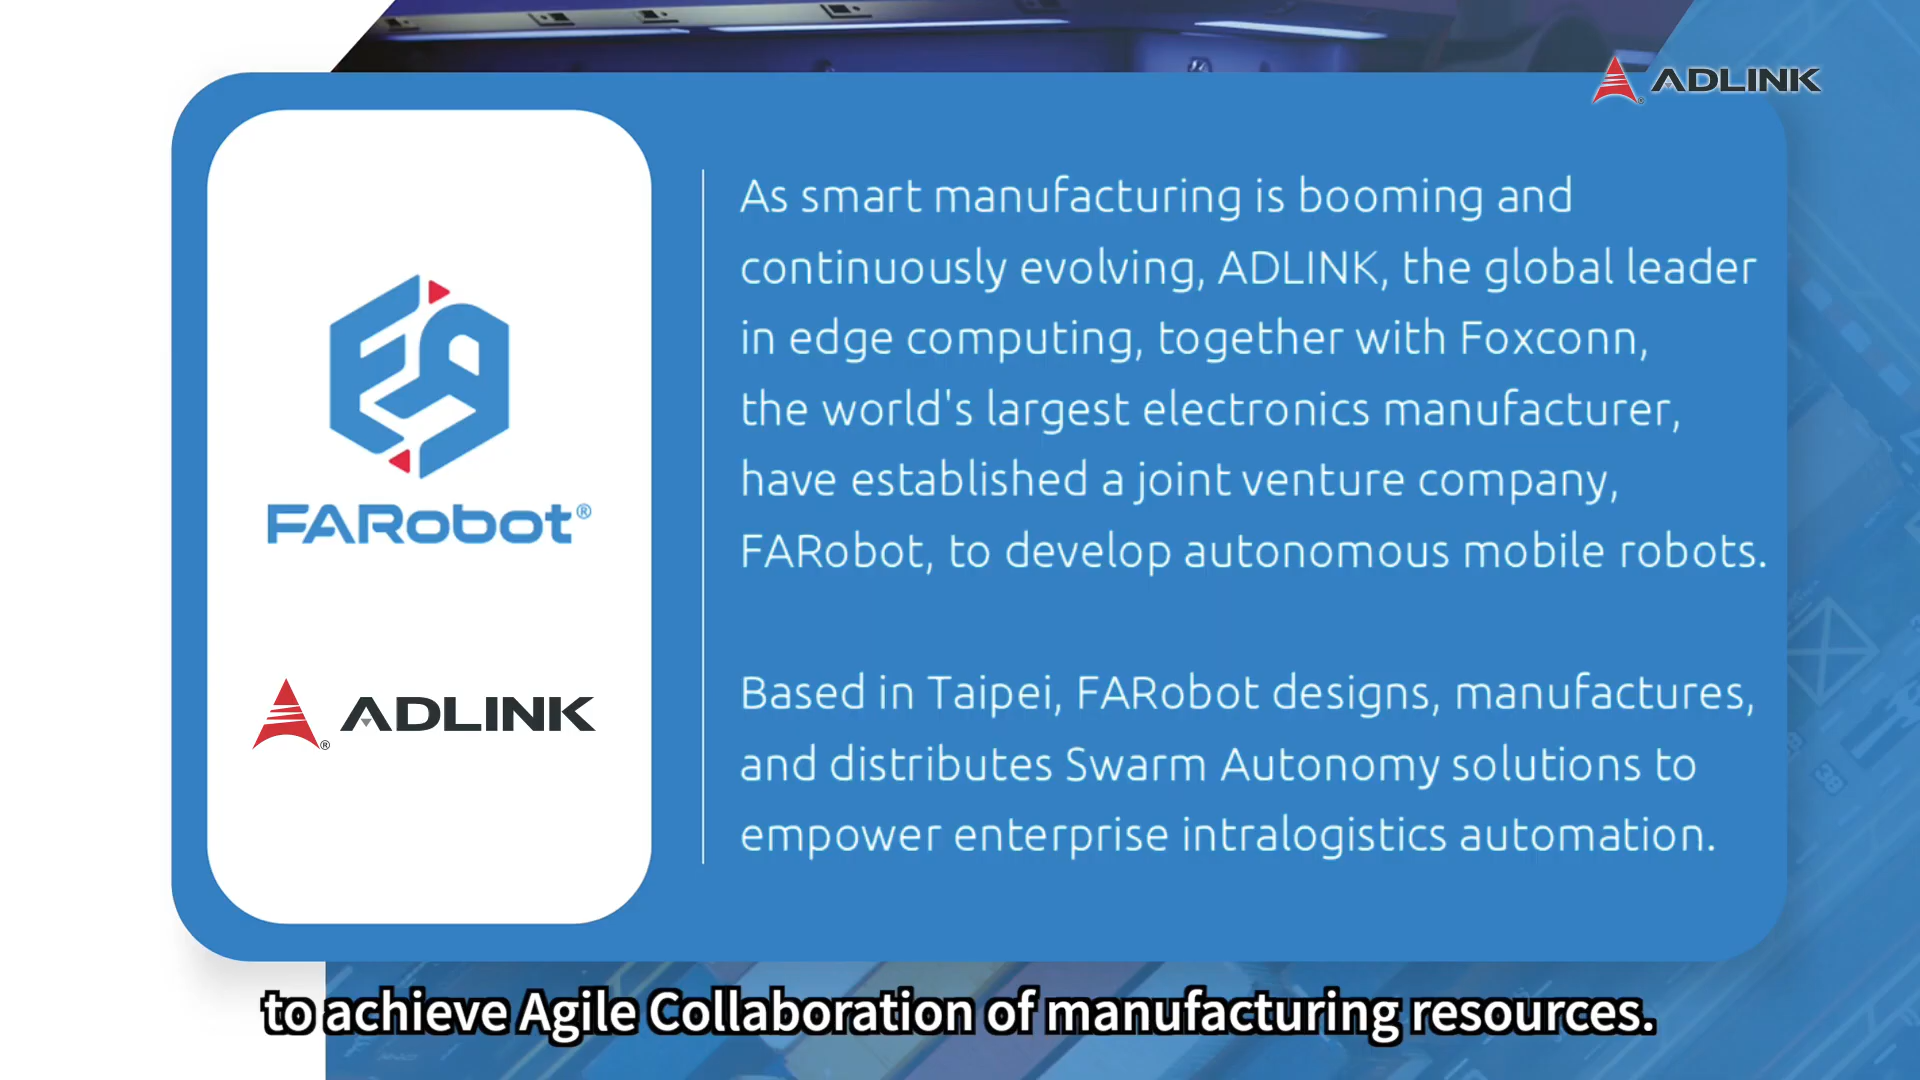 ADLINK
FARobot®
ADLINK®
As smart manufacturing is booming and
continuously evolving, ADLINK, the global leader
in edge computing, together with Foxconn,
the world's largest electronics manufacturer,
have established a joint venture company,
FARobot, to develop autonomous mobile robots.
Based in Taipei, FARobot designs, manufactures,
and distributes Swarm Autonomy solutions to
empower enterprise intralogistics automation.
to achieve Agile Collaboration of manufacturing resources.